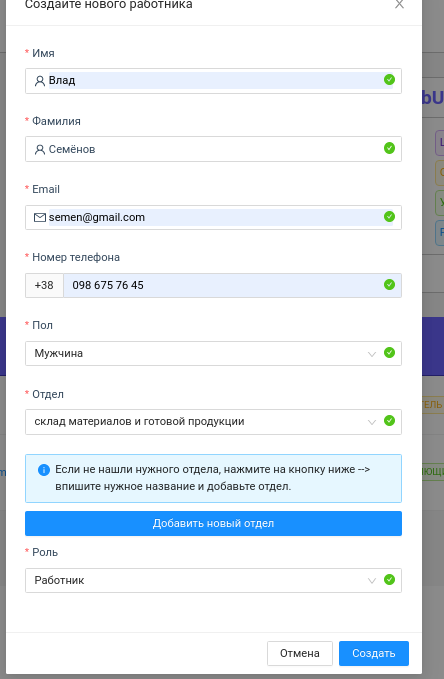 Создайте нового работника
* Имя
Влад
* Фамилия
Семёнов
* Email
semen@gmail.com
* Номер телефона
+38 098 675 76 45
* Пол
Мужчина
* Отдел
склад материалов и готовой продукции
Если не нашли нужного отдела, нажмите на кнопку ниже -->
впишите нужное название и добавьте отдел.
Добавить новый отдел
* Роль
Работник
Отмена Создать